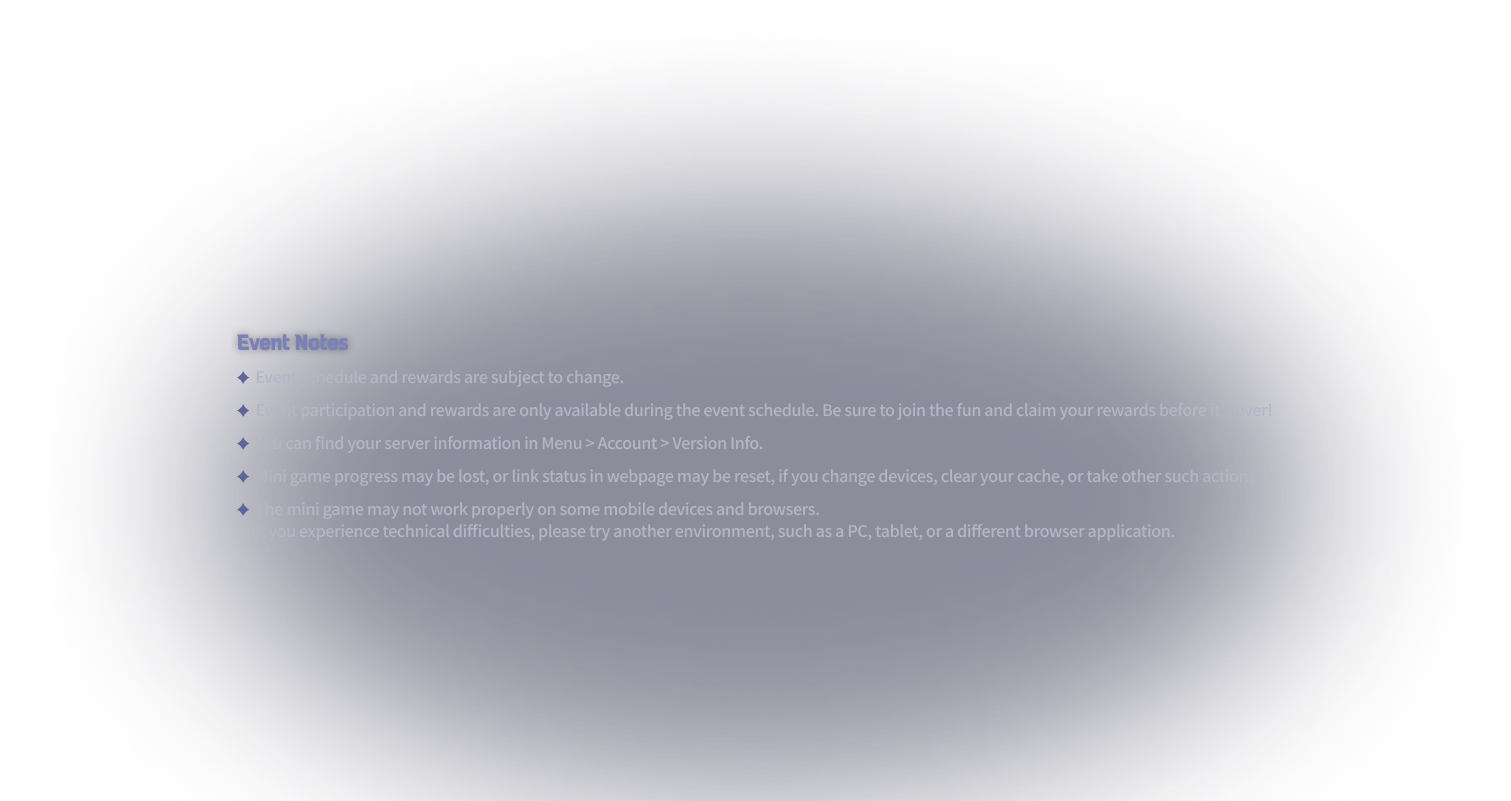 Event Notes
Event schedule and rewards are subject to change.
Event participation and rewards are only available during the event schedule. Be sure to join the fun and claim your rewards before it's over!
You can find your server information in Menu > Account > Version Info.
Mini game progress may be lost, or link status in webpage may be reset, if you change devices, clear your cache, or take other such actions.
The mini game may not work properly on some mobile devices and browsers.
If you experience technical difficulties, please try another environment, such as a PC, tablet, or a different browser application.